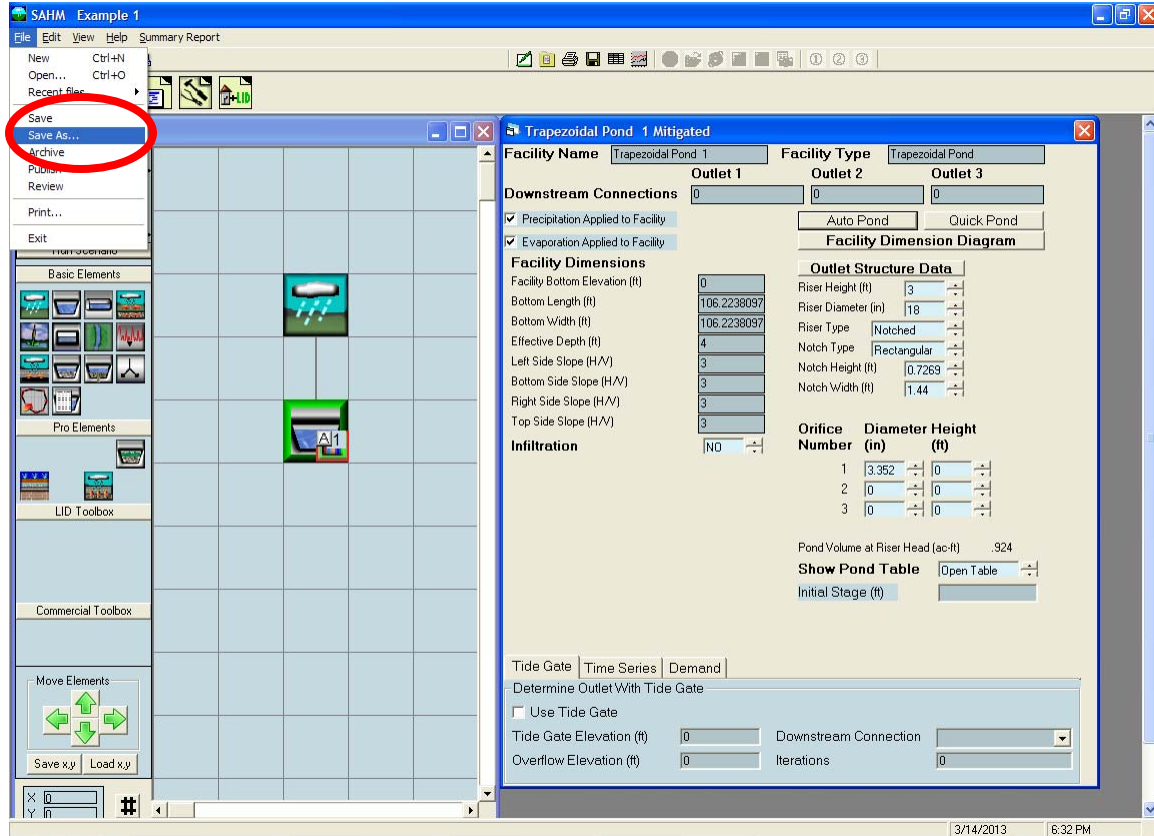 SAHM Example 1
File Edit View Help Summary Report
New Ctrl+N
Open... Ctrl+O
Recent files
Save
Save As...
Archive
Publish
Review
Print...
Exit
Run Scenario
Basic Elements
Pro Elements
LID Toolbox
Commercial Toolbox
Move Elements
Save x,y Load x,y
X 0
Y 0
#
+LID
1 2 3
A 1
Trapezoidal Pond 1 Mitigated
Facility Name Trapezoidal Pond 1 Facility Type Trapezoidal Pond
Outlet 1 Outlet 2 Outlet 3
Downstream Connections 0 0 0
Precipitation Applied to Facility
Auto Pond Quick Pond
Evaporation Applied to Facility
Facility Dimension Diagram
Facility Dimensions
Facility Bottom Elevation (ft) 0
Bottom Length (ft) 106.2238097
Bottom Width (ft) 106.2238097
Effective Depth (ft) 4
Left Side Slope (H/V) 3
Bottom Side Slope (H/V) 3
Right Side Slope (H/V) 3
Top Side Slope (H/V) 3
Infiltration NO
Outlet Structure Data
Riser Height (ft) 3
Riser Diameter (in) 18
Riser Type Notched
Notch Type Rectangular
Notch Height (ft) 0.7269
Notch Width (ft) 1.44
Orifice Diameter Height
Number (in) (ft)
1 3.352 0
2 0 0
3 0 0
Pond Volume at Riser Head (ac-ft) .924
Show Pond Table Open Table
Initial Stage (ft)
Tide Gate Time Series Demand
Determine Outlet With Tide Gate
Use Tide Gate
Tide Gate Elevation (ft) 0 Downstream Connection
Overflow Elevation (ft) 0 Iterations 0
3/14/2013 6:32 PM